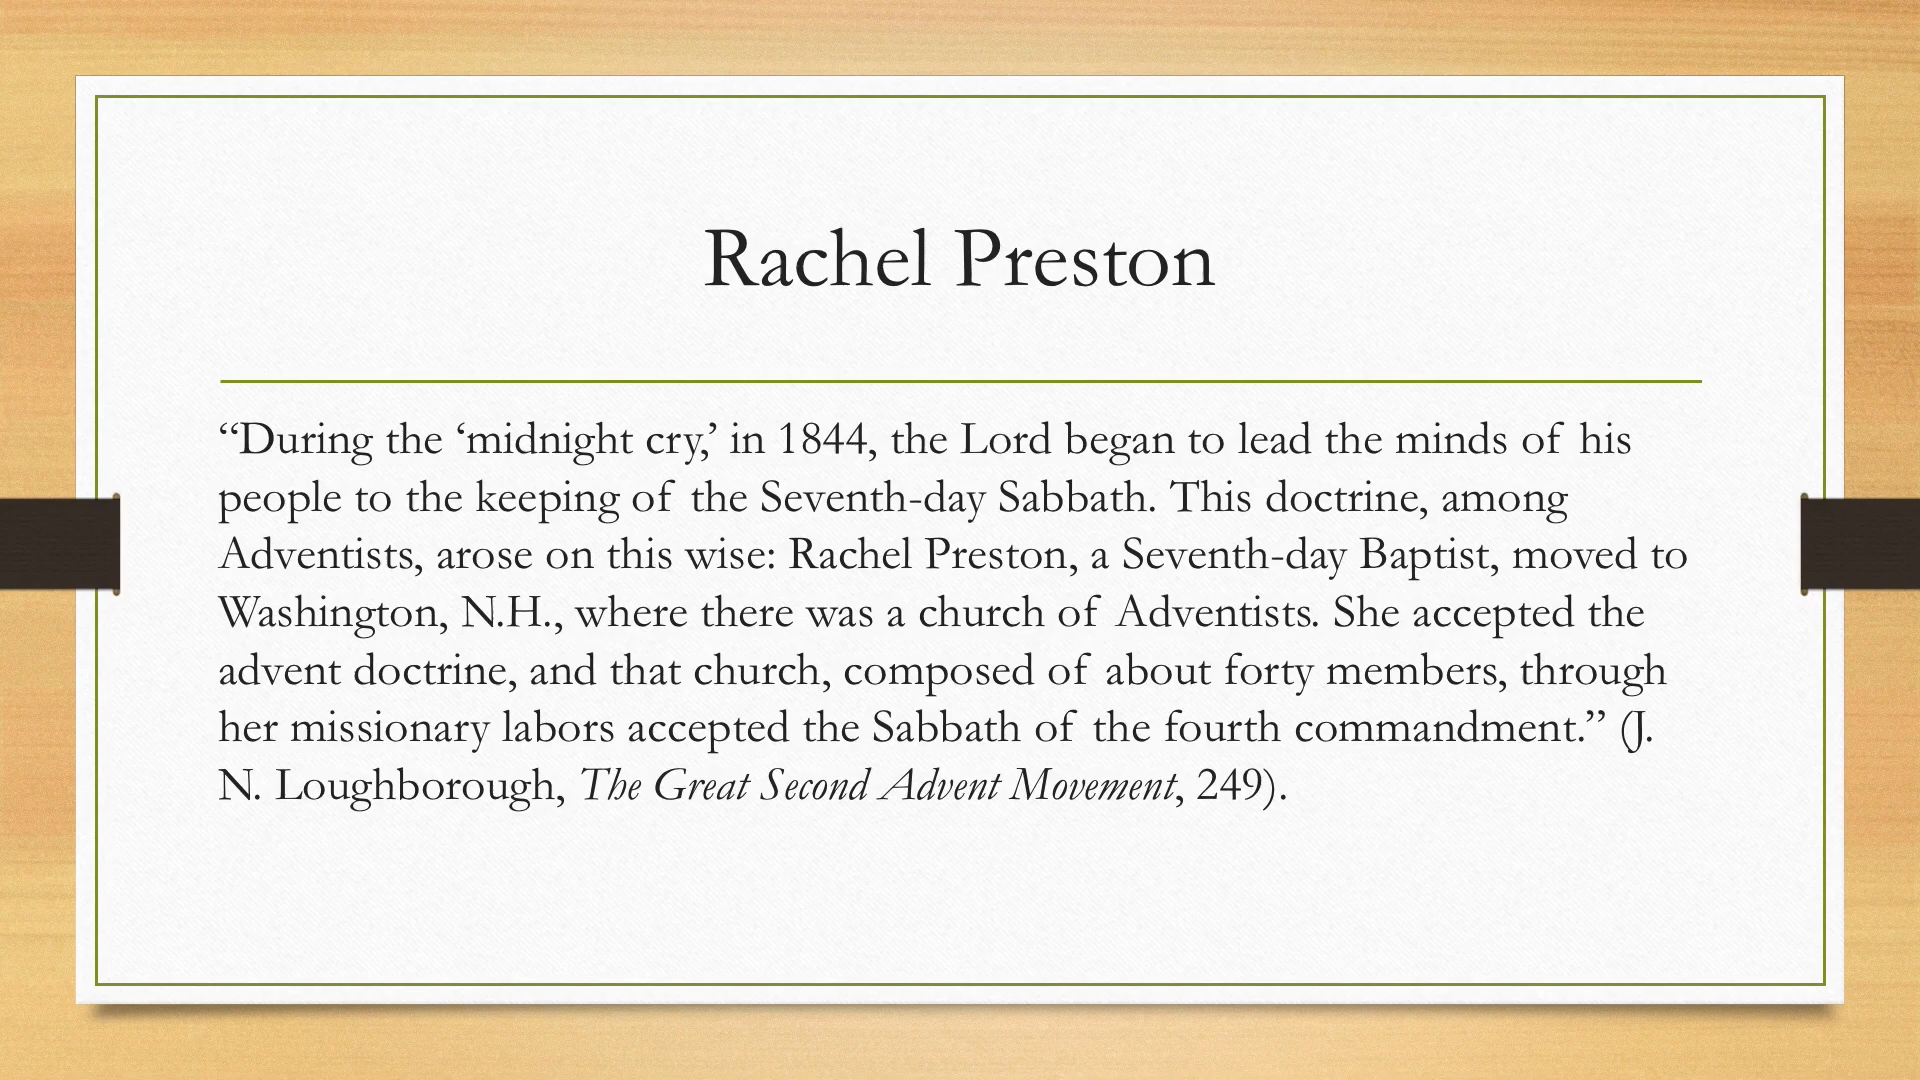 Rachel Preston
“During the ‘midnight cry,’ in 1844, the Lord began to lead the minds of his
people to the keeping of the Seventh-day Sabbath. This doctrine, among
Adventists, arose on this wise: Rachel Preston, a Seventh-day Baptist, moved to
Washington, N.H., where there was a church of Adventists. She accepted the
advent doctrine, and that church, composed of about forty members, through
her missionary labors accepted the Sabbath of the fourth commandment.” (J.
N. Loughborough, The Great Second Advent Movement, 249).